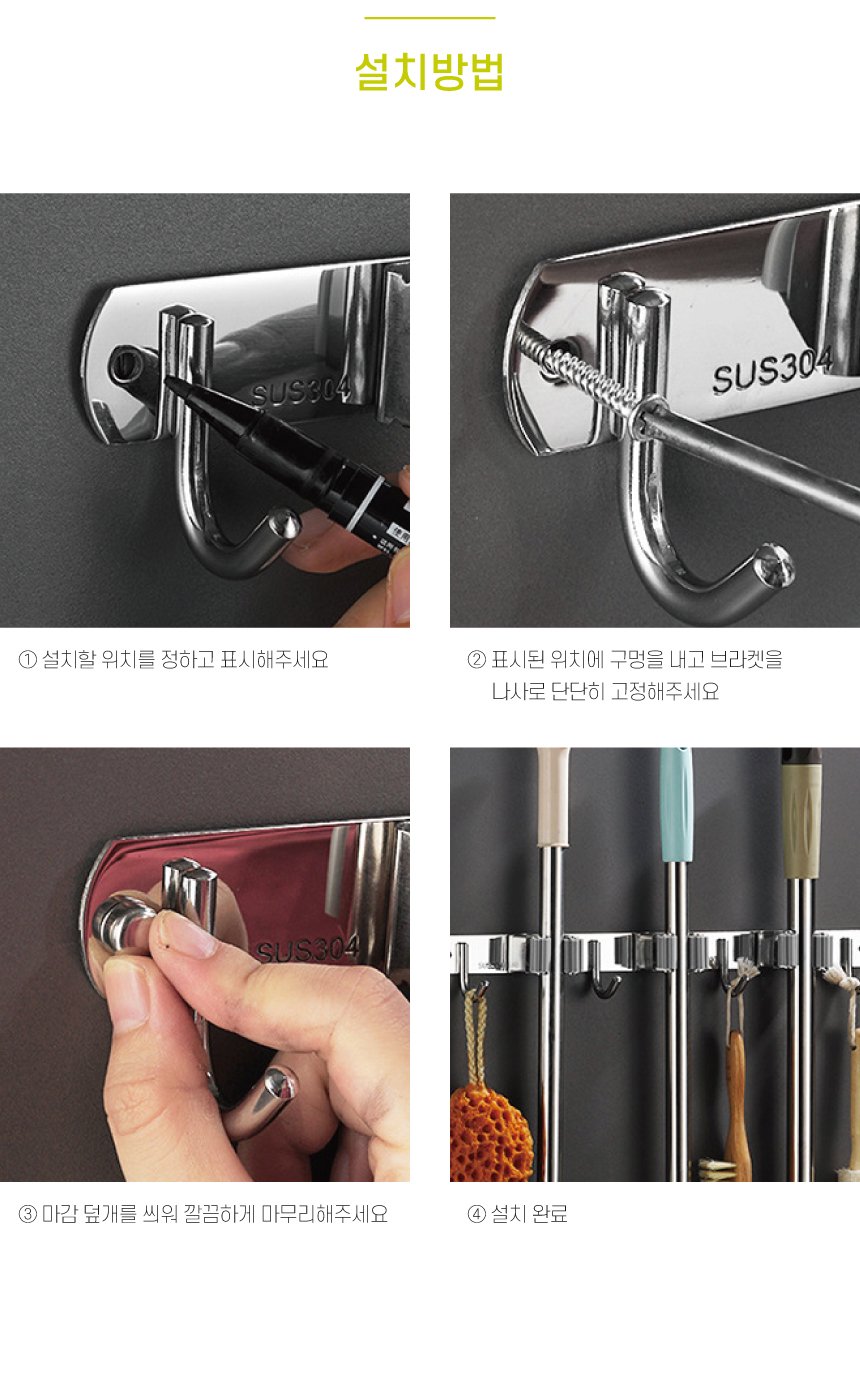 설치방법
SUS304
SUS304
① 설치할 위치를 정하고 표시해주세요
② 표시된 위치에 구멍을 내고 브라켓을
나사로 단단히 고정해주세요
SUS304
③ 마감 덮개를 씌워 깔끔하게 마무리해주세요
④ 설치 완료